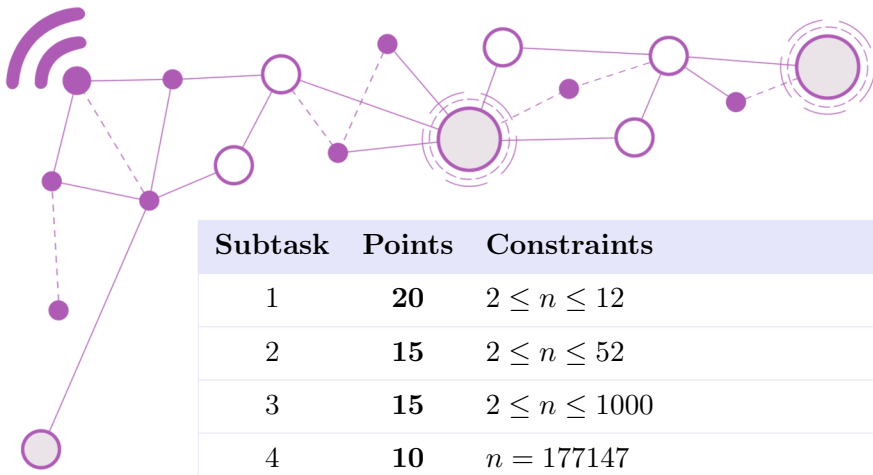 Subtask Points Constraints
1 20 2 ≤ n ≤ 12
2 15 2 ≤ n ≤ 52
3 15 2 ≤ n ≤ 1000
4 10 n = 177147